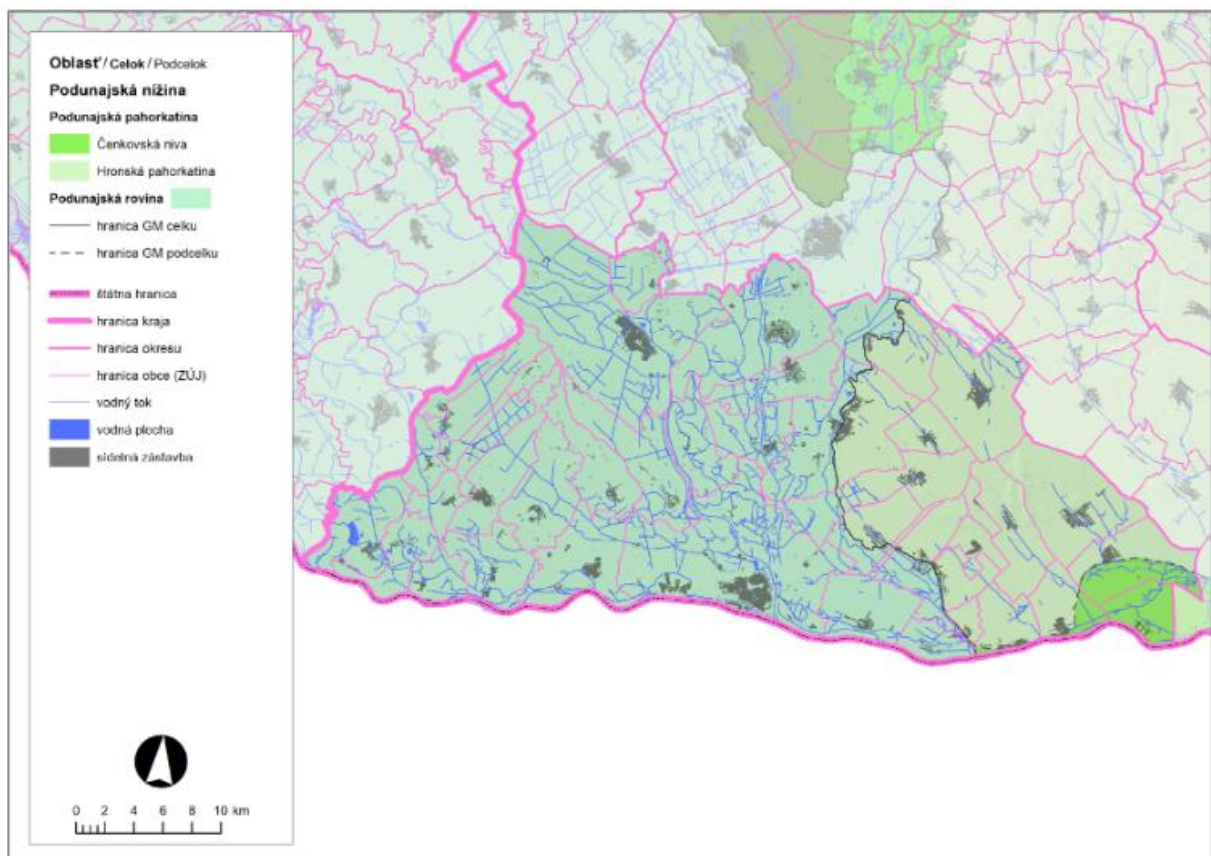 Oblasť / Celok / Podcelok
Podunajská nížina
Podunajská pahorkatina
Čenkovská niva
Hronská pahorkatina
Podunajská rovina
hranica GM celku
hranica GM podcelku
štátna hranica
hranica kraja
hranica okresu
hranica obce (ZÚJ)
vodný tok
vodná plocha
sídelná zástavba
0 2 4 6 8 10 km